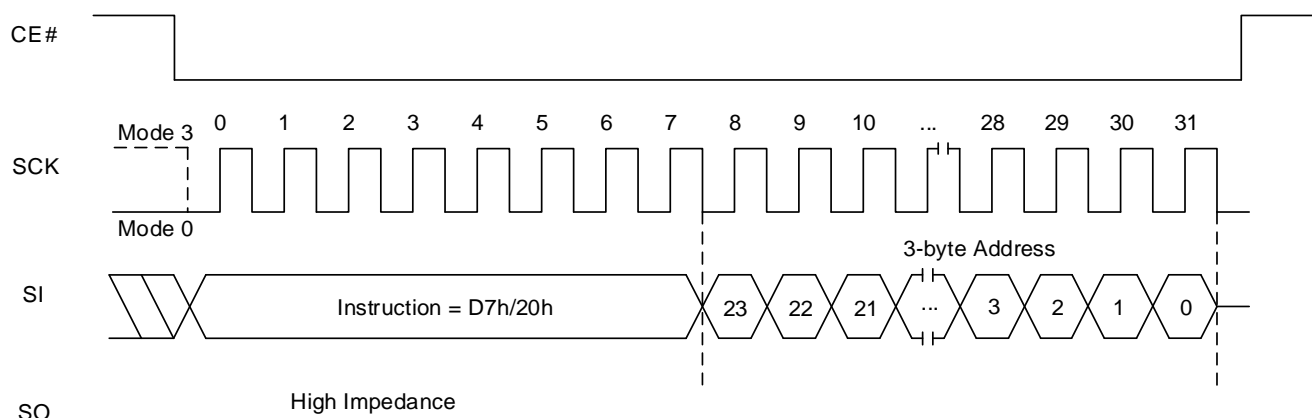 CE#
Mode 3
0 1 2 3 4 5 6 7 8 9 10 ... 28 29 30 31
SCK
Mode 0
3-byte Address
SI
Instruction = D7h/20h
23 22 21 ... 3 2 1 0
High Impedance
SO